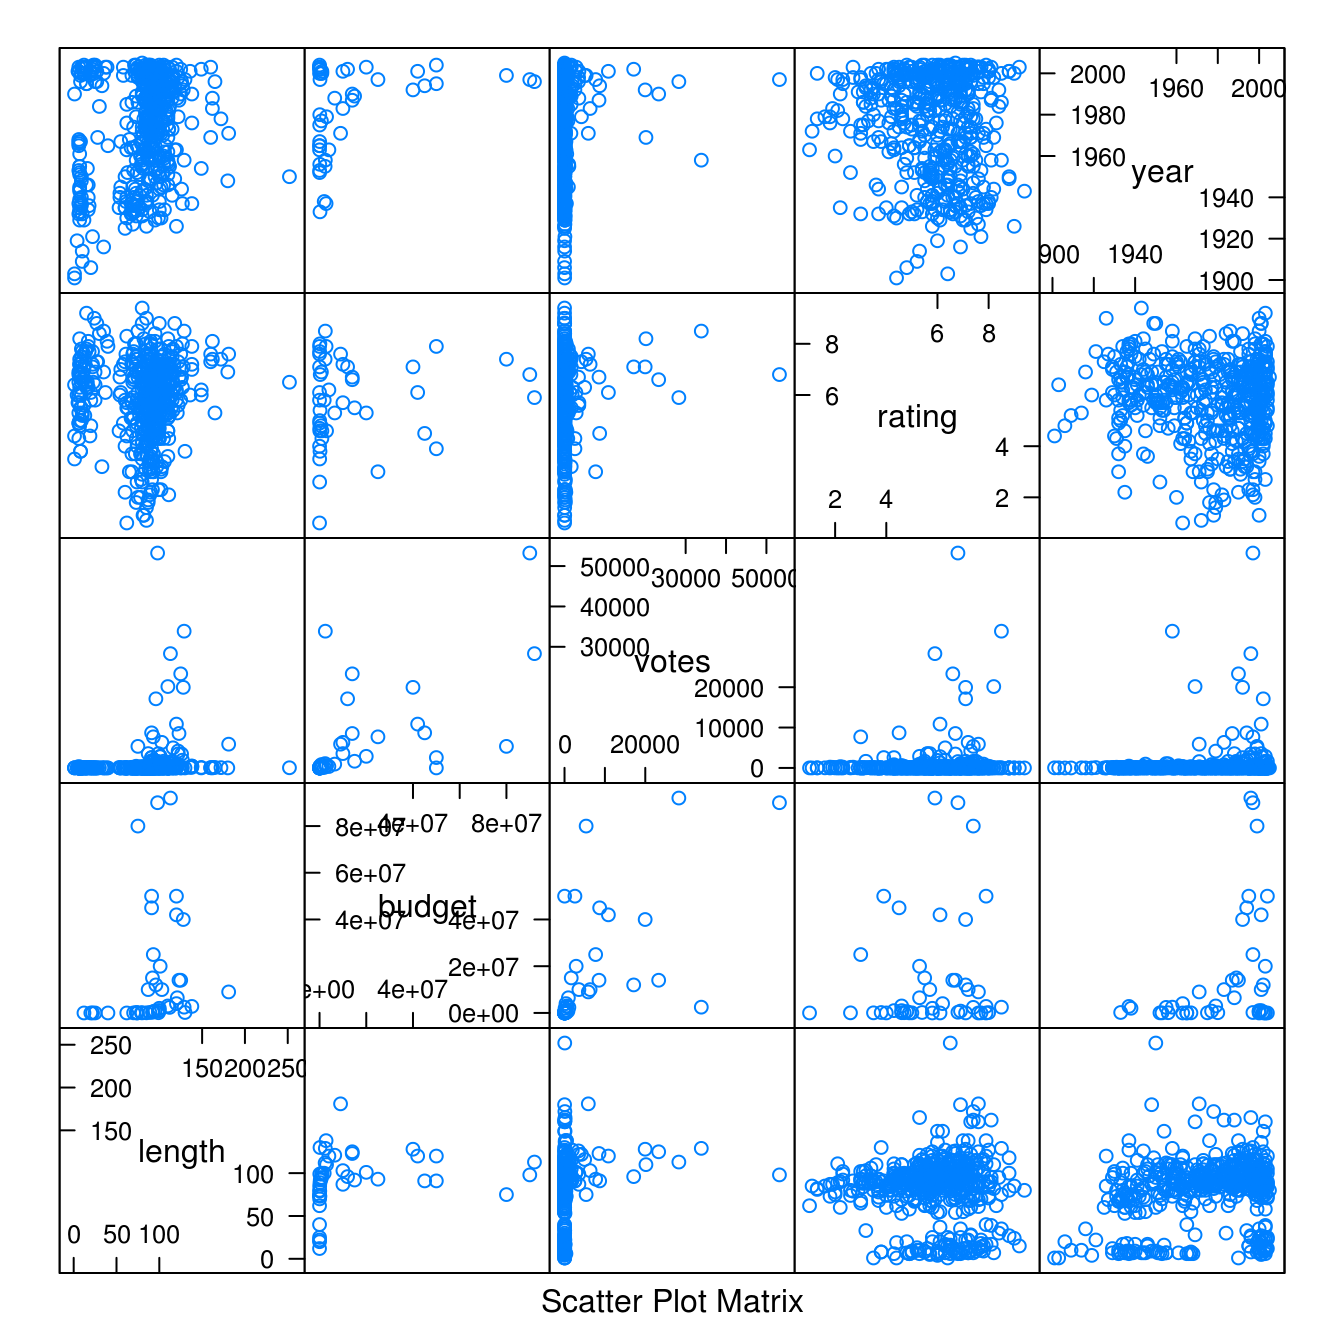 2000
1960 2000
1980
1960
year
1940
1920
900 1940
1900
6 8
8
6
rating
4
2 4
2
50000
30000 50000
40000
30000
votes
20000
10000
0 20000
0
8e+07
4e+07 8e+07
6e+07
budget
4e+07
4e+07
2e+07
e+00 4e+07
0e+00
250
150 200 250
200
150
length
100
50
0 50 100
0
Scatter Plot Matrix